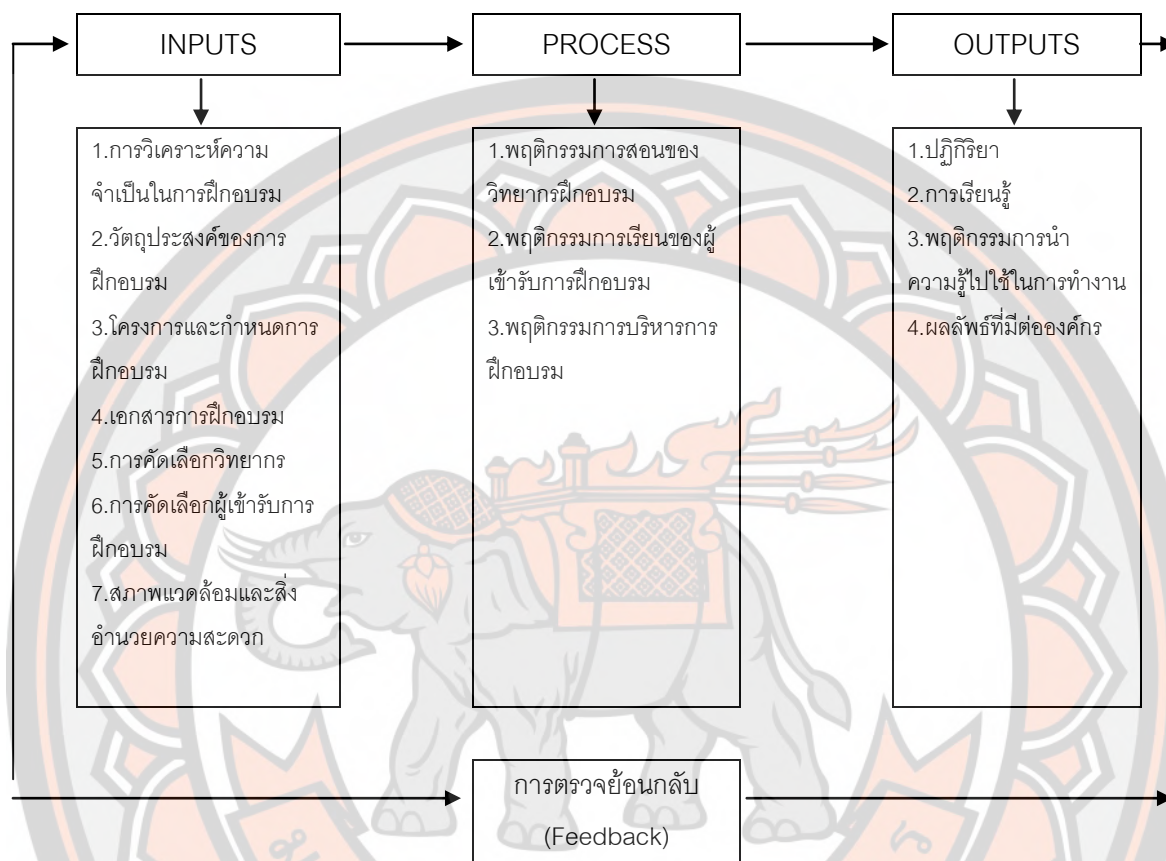 INPUTS
PROCESS
OUTPUTS
1.การวิเคราะห์ความ
จำเป็นในการฝึกอบรม
2.วัตถุประสงค์ของการ
ฝึกอบรม
3.โครงการและกำหนดการ
ฝึกอบรม
4.เอกสารการฝึกอบรม
5.การคัดเลือกวิทยากร
6.การคัดเลือกผู้เข้ารับการ
ฝึกอบรม
7.สภาพแวดล้อมและสิ่ง
อำนวยความสะดวก
1.พฤติกรรมการสอนของ
วิทยากรฝึกอบรม
2.พฤติกรรมการเรียนของผู้
เข้ารับการฝึกอบรม
3.พฤติกรรมการบริหารการ
ฝึกอบรม
1.ปฏิกิริยา
2.การเรียนรู้
3.พฤติกรรมการนำ
ความรู้ไปใช้ในการทำงาน
4.ผลลัพธ์ที่มีต่อองค์กร
การตรวจย้อนกลับ
(Feedback)